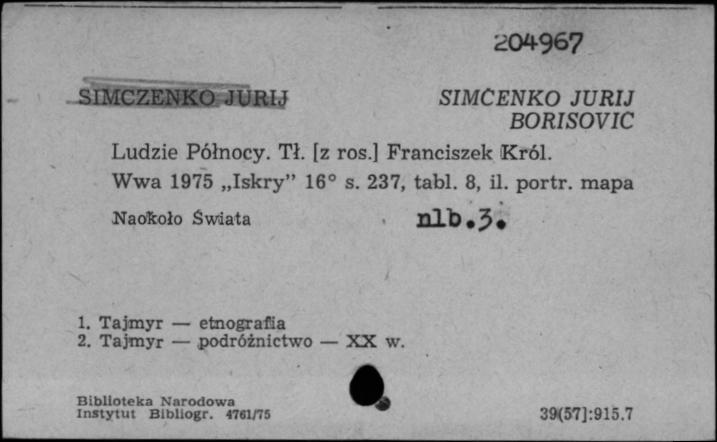 204967
SIMCZENKO JURIJ
SIMČENKO JURIJ
BORISOVIC
Ludzie Północy. Tł. [z ros.] Franciszek Król.
Wwa 1975 „Iskry” 16° s. 237, tabl. 8, il. portr. mapa
Naokoło Świata
nlb.3.
1. Tajmyr — etnografia
2. Tajmyr — podróżnictwo — XX w.
Biblioteka Narodowa
Instytut Bibliogr. 4761/75
39(57):915.7